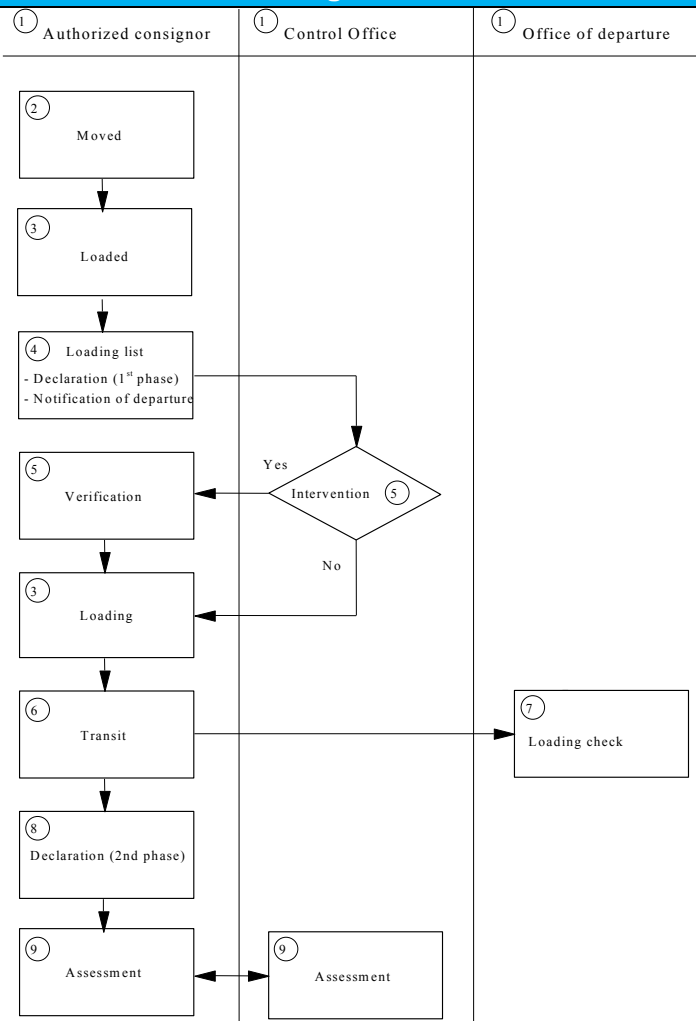 1 Authorized consignor
1 Control Office
1 Office of departure
2
Moved
3
Loaded
4 Loading list
- Declaration (1st phase)
- Notification of departure
Yes
5
Verification
Intervention 5
No
3
Loading
6
Transit
7
Loading check
8
Declaration (2nd phase)
9
Assessment
9
Assessment